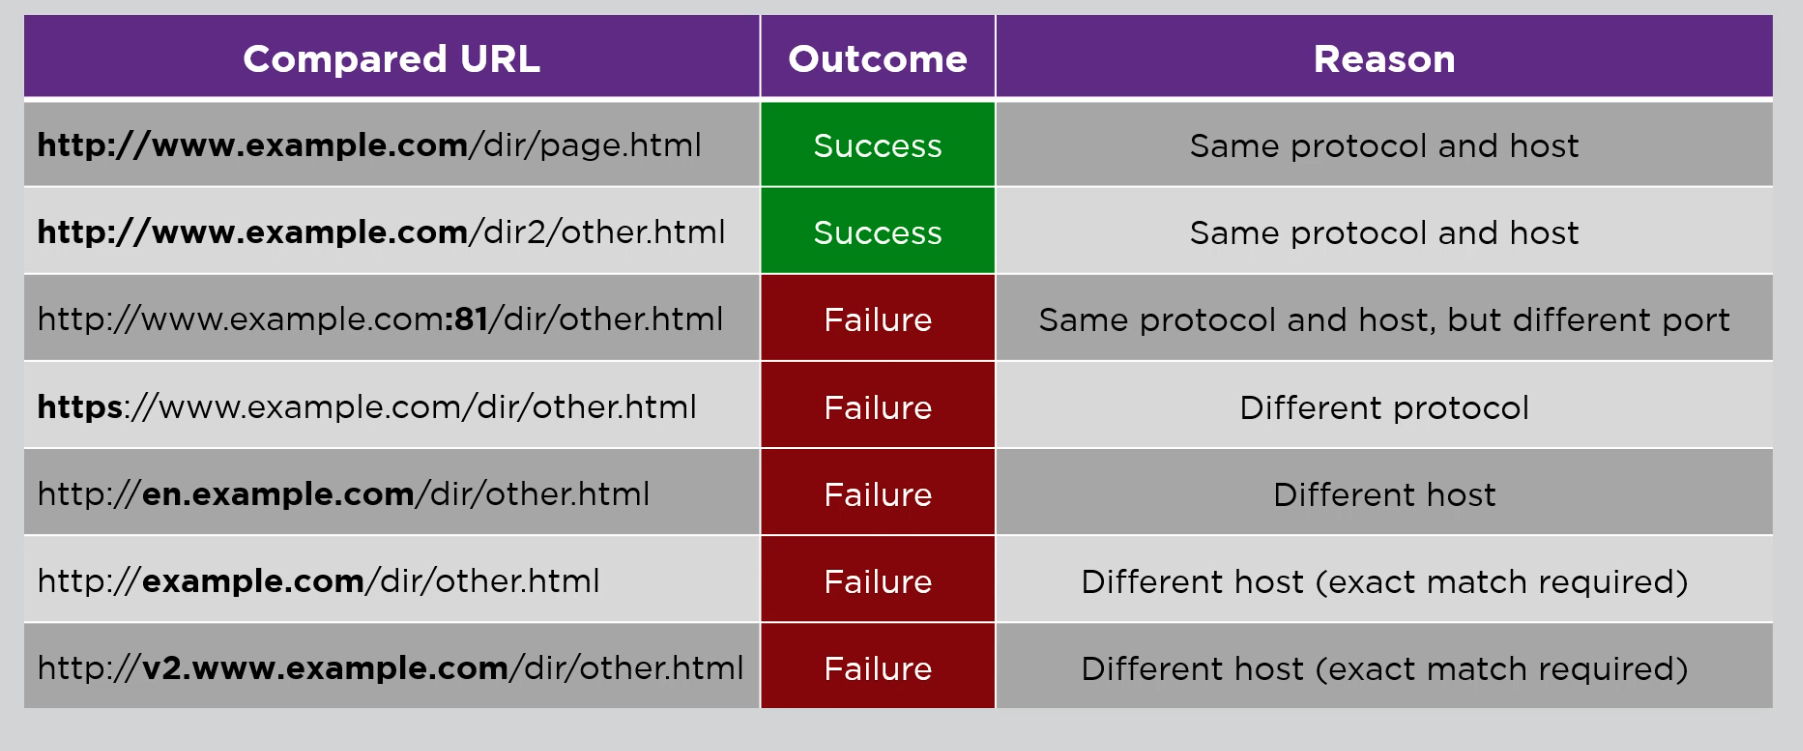 Compared URL Outcome Reason
http://www.example.com/dir/page.html Success Same protocol and host
http://www.example.com/dir2/other.html Success Same protocol and host
http://www.example.com:81/dir/other.html Failure Same protocol and host, but different port
https://www.example.com/dir/other.html Failure Different protocol
http://en.example.com/dir/other.html Failure Different host
http://example.com/dir/other.html Failure Different host (exact match required)
http://v2.www.example.com/dir/other.html Failure Different host (exact match required)